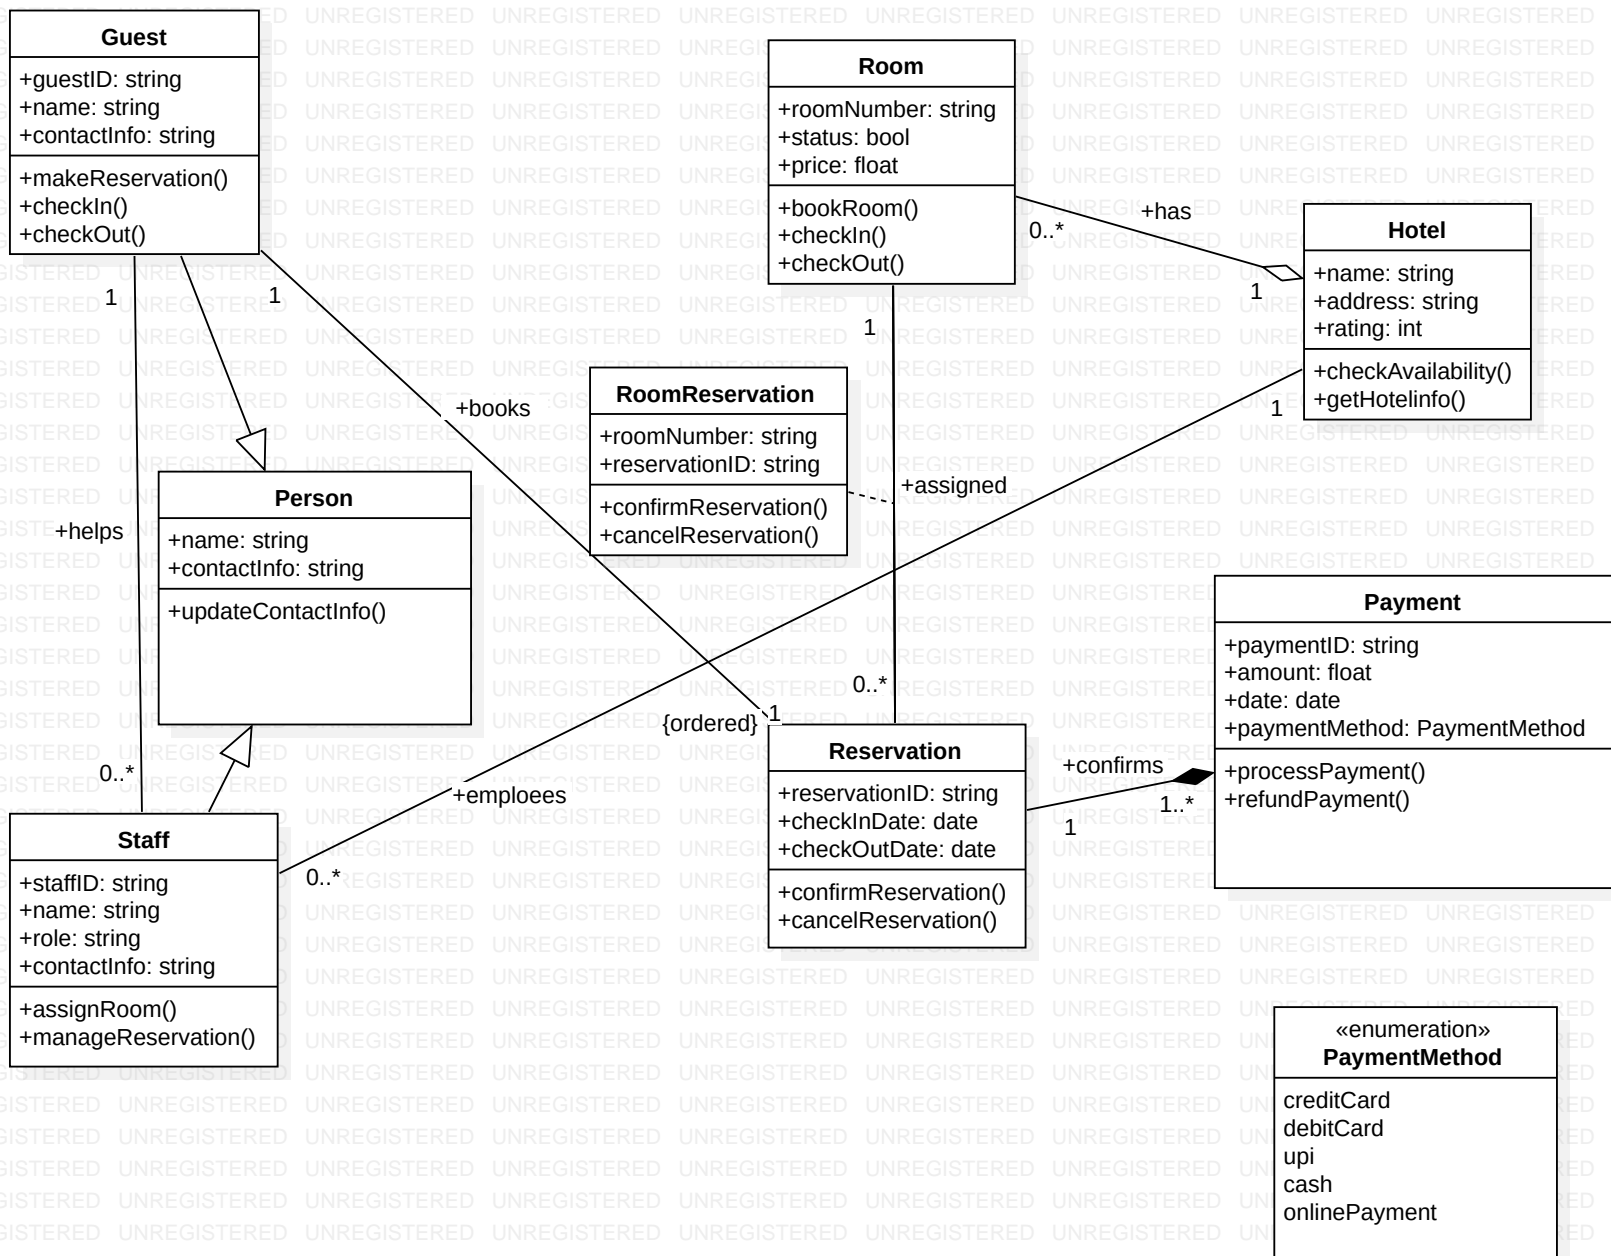 Guest
+guestID: string
+name: string
+contactInfo: string
+makeReservation()
+checkIn()
+checkOut()
Room
+roomNumber: string
+status: bool
+price: float
+bookRoom()
+checkIn()
+checkOut()
+has
0..*
1
Hotel
+name: string
+address: string
+rating: int
+checkAvailability()
+getHotelinfo()
1
1
1
1
RoomReservation
+roomNumber: string
+reservationID: string
+confirmReservation()
+cancelReservation()
+books
+assigned
+helps
Person
+name: string
+contactInfo: string
+updateContactInfo()
Payment
+paymentID: string
+amount: float
+date: date
+paymentMethod: PaymentMethod
+processPayment()
+refundPayment()
0..*
{ordered}
1
Reservation
+reservationID: string
+checkInDate: date
+checkOutDate: date
+confirmReservation()
+cancelReservation()
+confirms
1..*
1
0..*
+emploees
0..*
Staff
+staffID: string
+name: string
+role: string
+contactInfo: string
+assignRoom()
+manageReservation()
«enumeration»
PaymentMethod
creditCard
debitCard
upi
cash
onlinePayment
UNREGISTERED